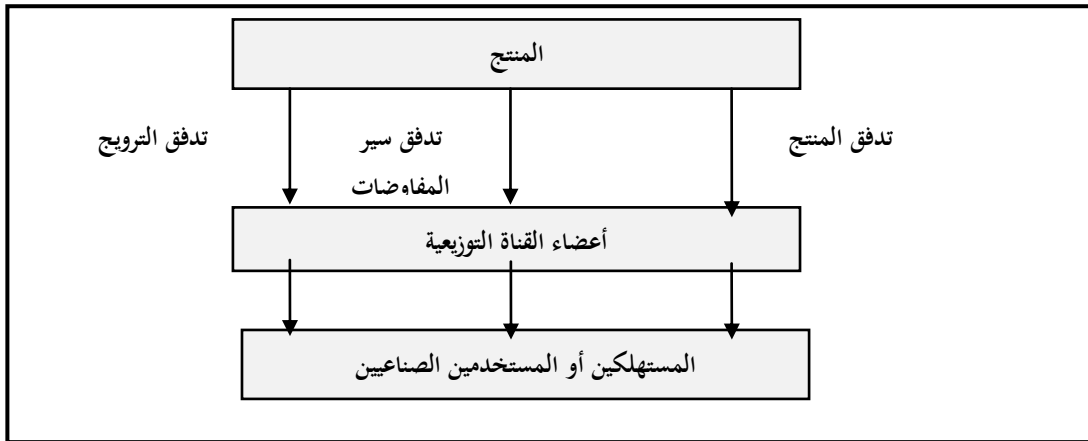 المنتج
تدفق المنتج
تدفق سير
المفاوضات
تدفق الترويج
أعضاء القناة التوزيعية
المستهلكين أو المستخدمين الصناعيين